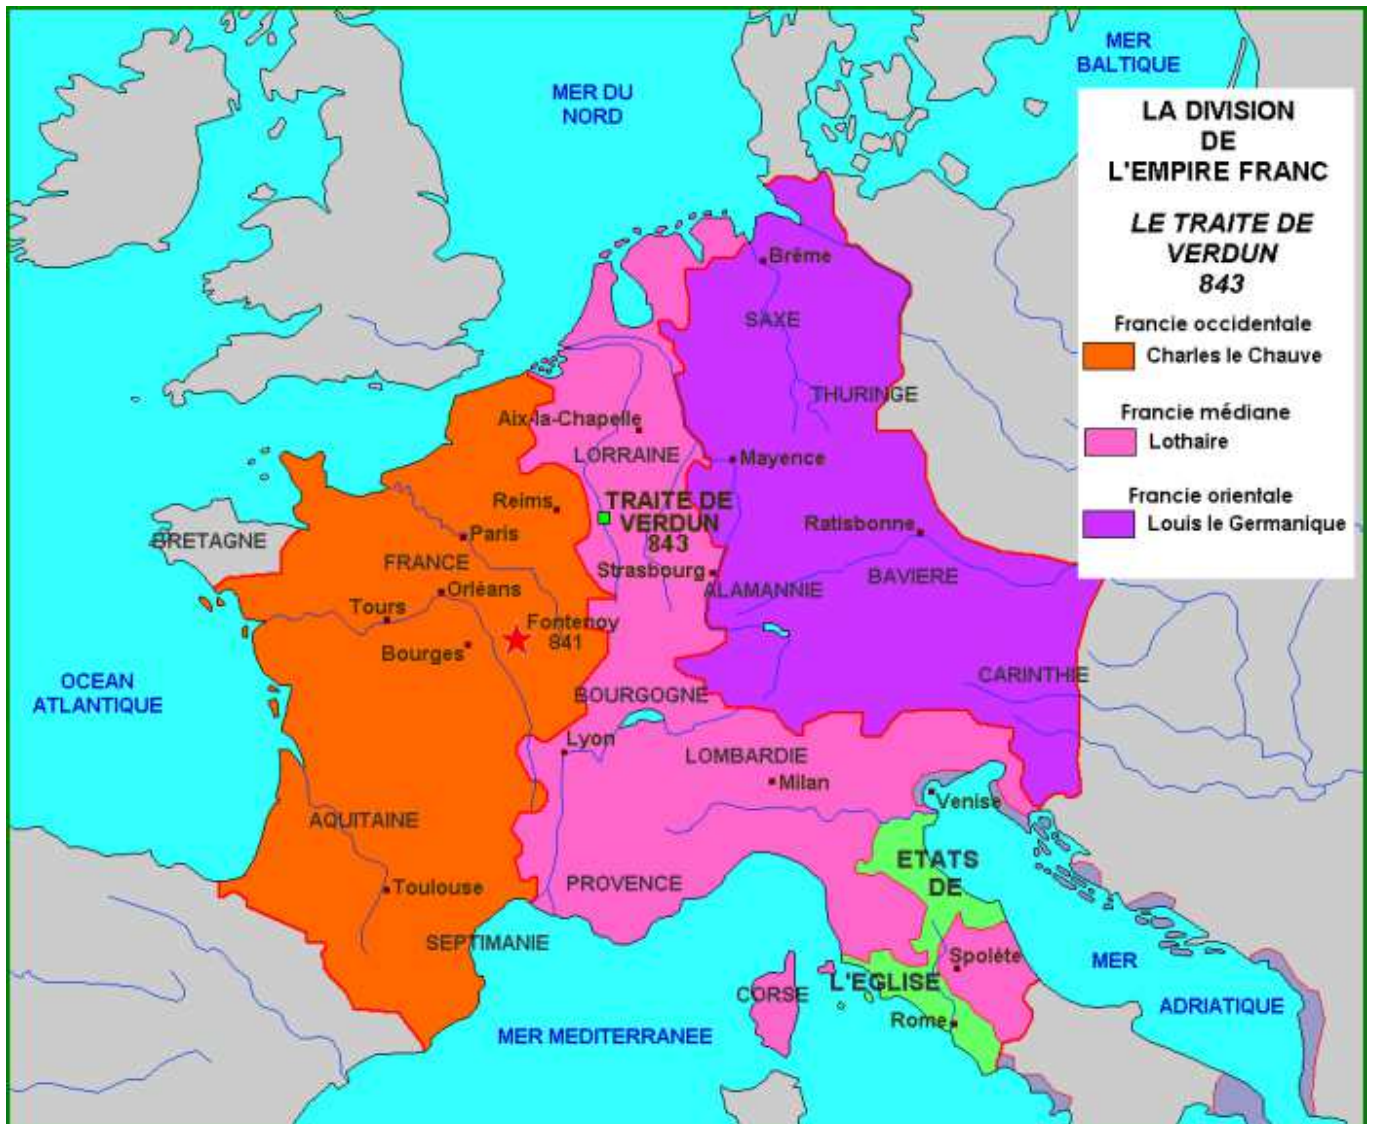 MER DU
NORD
MER
BALTIQUE
LA DIVISION
DE
L'EMPIRE FRANC
LE TRAITE DE
VERDUN
843
Francie occidentale
Charles le Chauve
Francie médiane
Lothaire
Francie orientale
Louis le Germanique
Brême
SAXE
THURINGE
Aix-la-Chapelle
LORRAINE
Mayence
Reims
TRAITE DE
VERDUN
843
Ratisbonne
BRETAGNE
Paris
FRANCE
Strasbourg
ALAMANNIE
BAVIERE
Orléans
Tours
Fontenoy
841
Bourges
OCEAN
ATLANTIQUE
BOURGOGNE
CARINTHIE
Lyon
LOMBARDIE
Milan
Venise
AQUITAINE
ETATS
DE
Toulouse
PROVENCE
SEPTIMANIE
Spolète
L'EGLISE
CORSE
Rome
MER
ADRIATIQUE
MER MEDITERRANEE